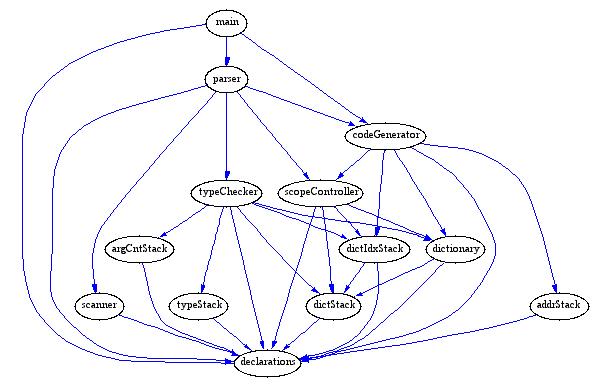 main
parser
codeGenerator
typeChecker
scopeController
argCntStack
dictIdxStack
dictionary
scanner
typeStack
dictStack
addrStack
declarations